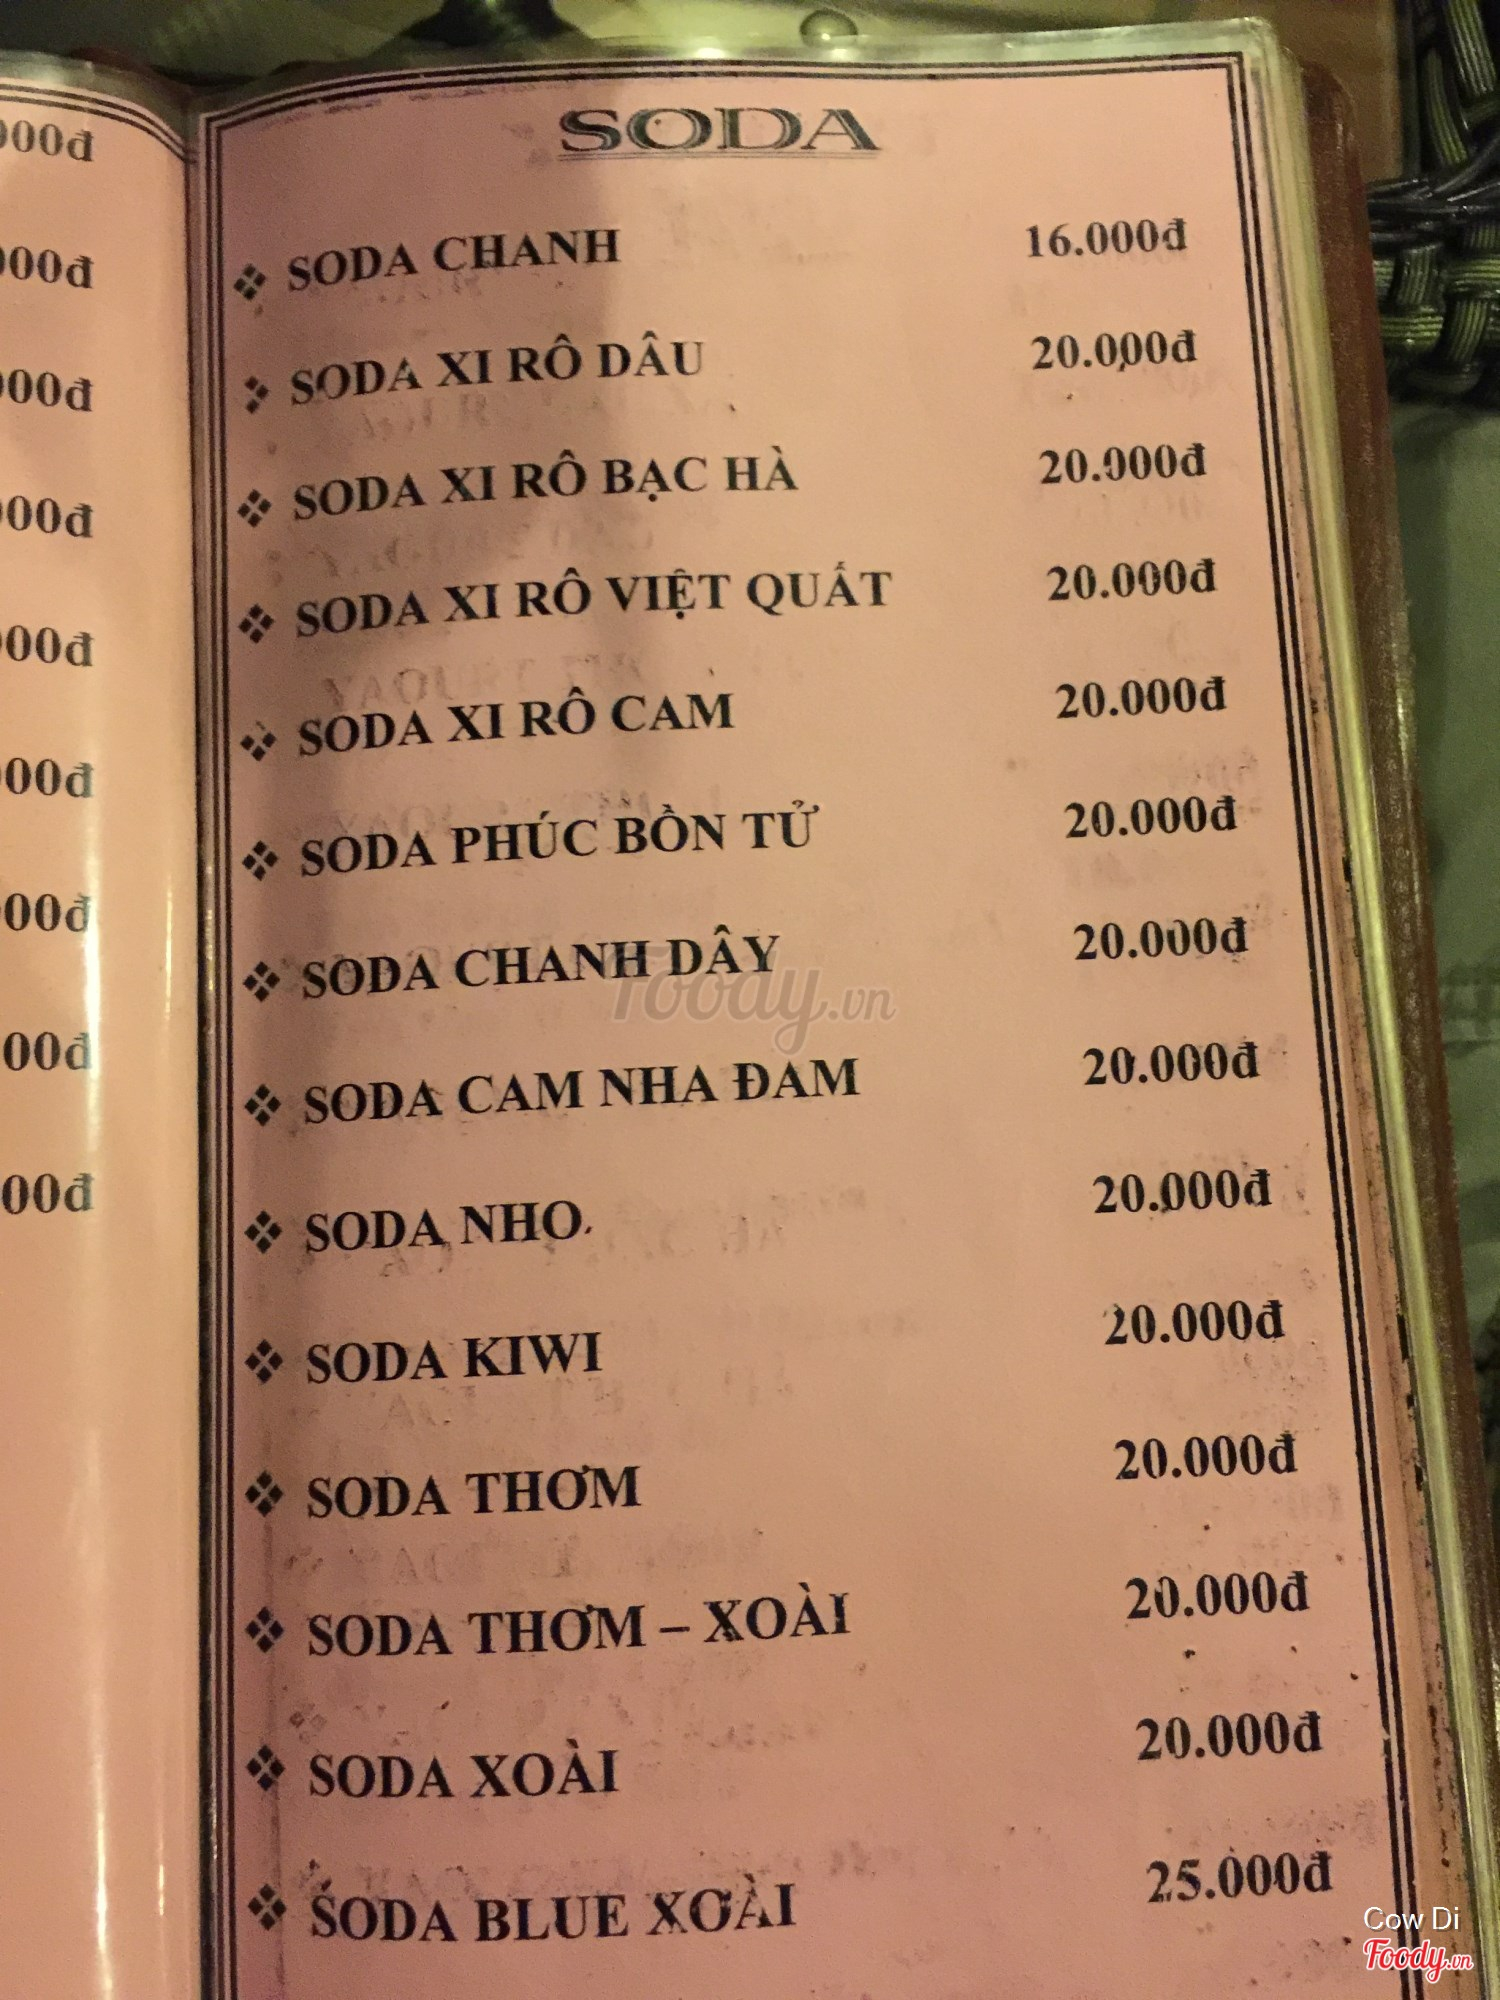 SODA
SODA CHANH 16.000đ
SODA XI RÔ DÂU 20.000đ
SODA XI RÔ BẠC HÀ 20.000đ
SODA XI RÔ VIỆT QUẤT 20.000đ
SODA XI RÔ CAM 20.000đ
SODA PHÚC BỒN TỬ 20.000đ
SODA CHANH DÂY 20.000đ
Foody.vn
SODA CAM NHA ĐAM 20.000đ
SODA NHO 20.000đ
SODA KIWI 20.000đ
SODA THƠM 20.000đ
SODA THƠM – XOÀI 20.000đ
SODA XOÀI 20.000đ
SODA BLUE XOÀI 25.000đ
Cow Di
Foody.vn